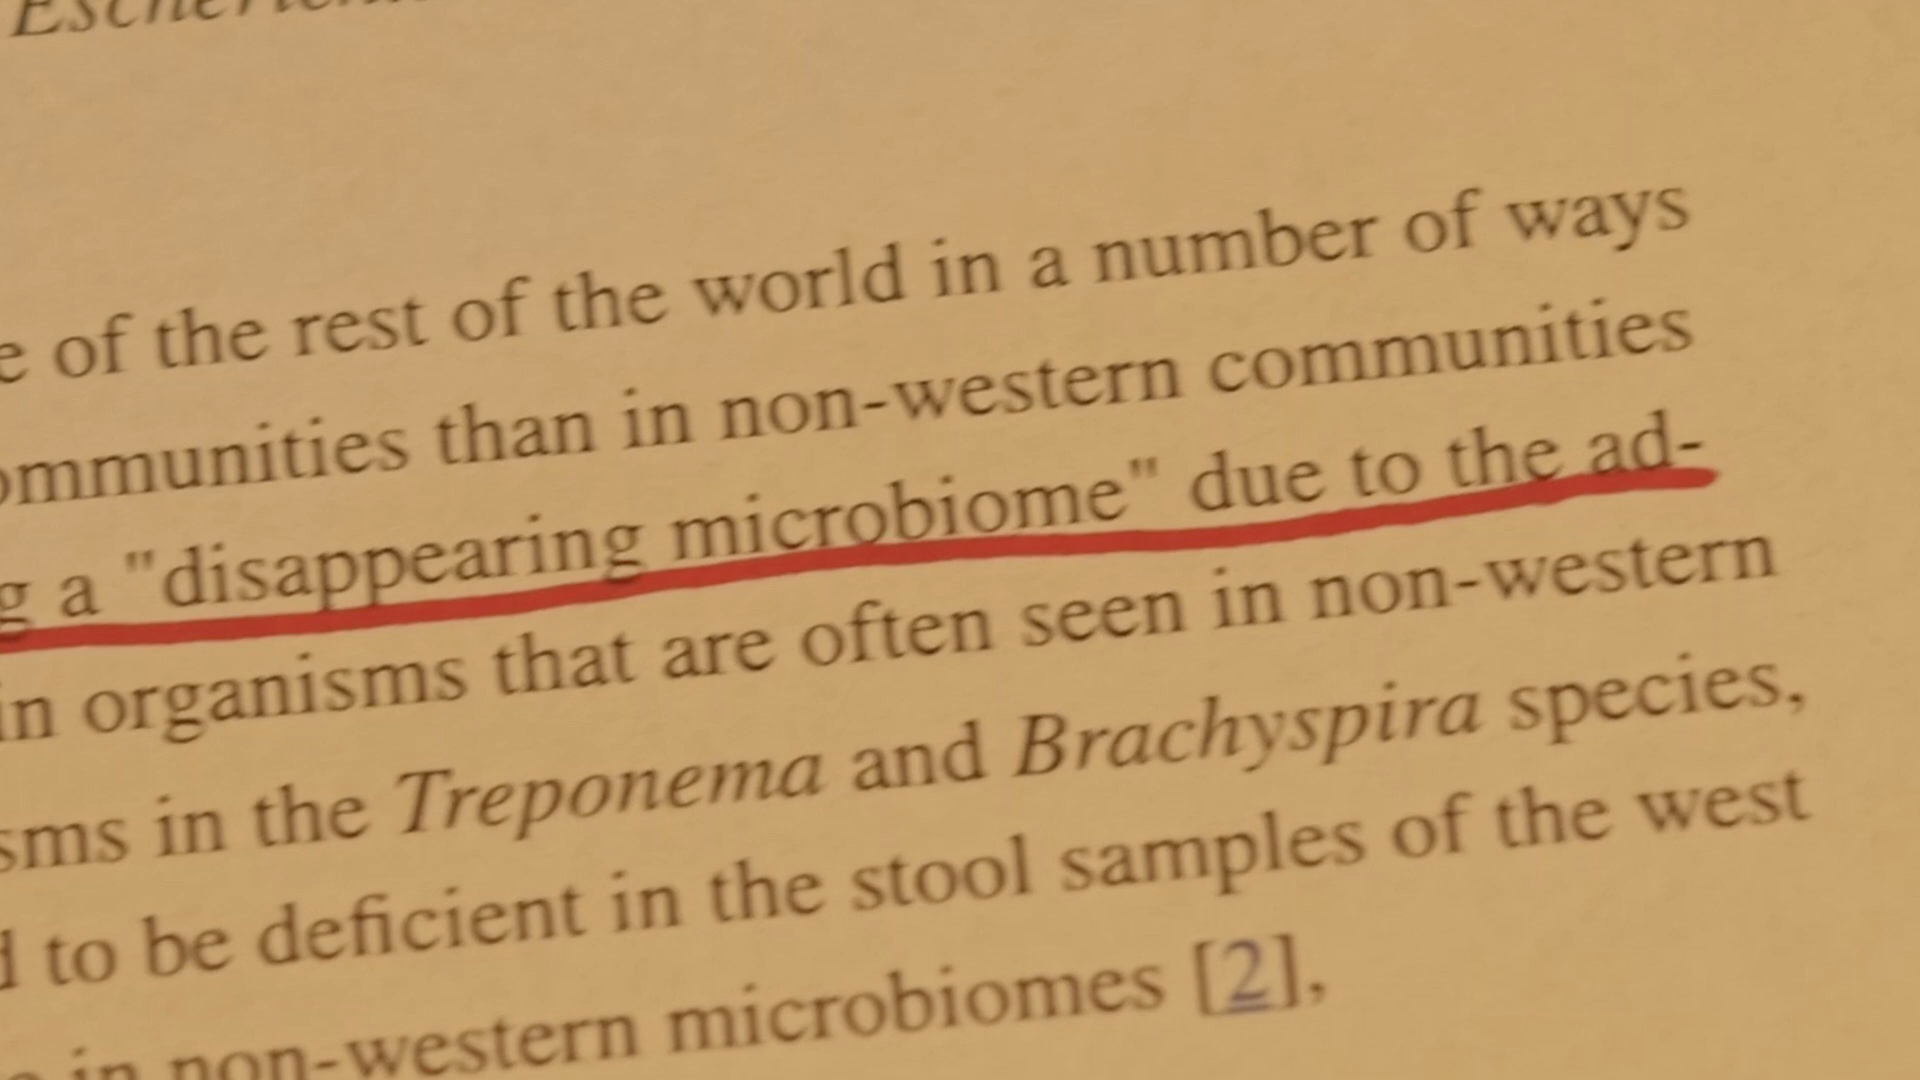 of the rest of the world in a number of ways
than in non-western communities
a "disappearing microbiome" due to the ad-
in organisms that are often seen in non-western
in the Treponema and Brachyspira species,
to be deficient in the stool samples of the west
in non-western microbiomes [2],